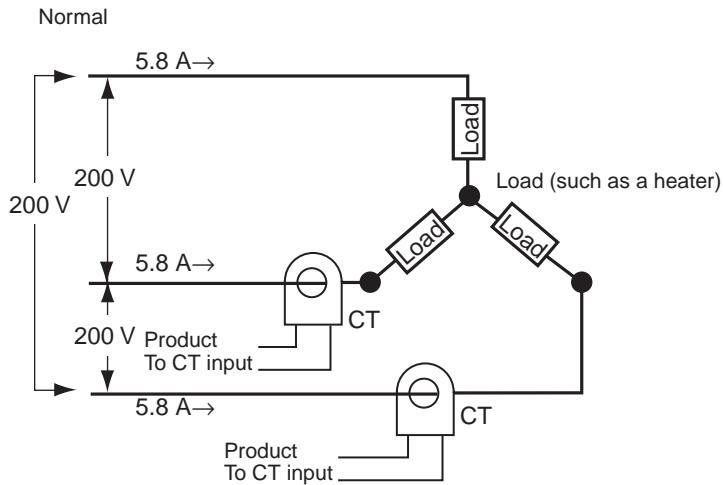 Normal
5.8 A→
Load
200 V
Load (such as a heater)
200 V
Load
Load
5.8 A→
CT
200 V
Product
To CT input
5.8 A→
CT
Product
To CT input